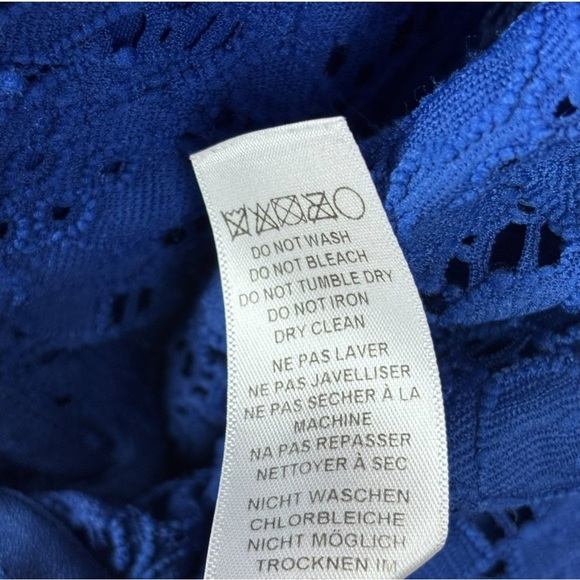 DO NOT WASH
DO NOT BLEACH
DO NOT TUMBLE DRY
DO NOT IRON
DRY CLEAN
NE PAS LAVER
NE PAS JAVELLISER
NE PAS SECHER À LA
MACHINE
NA PAS REPASSER
NETTOYER À SEC
NICHT WASCHEN
CHLORBLEICHE
NICHT MÖGLICH
TROCKNEN IM